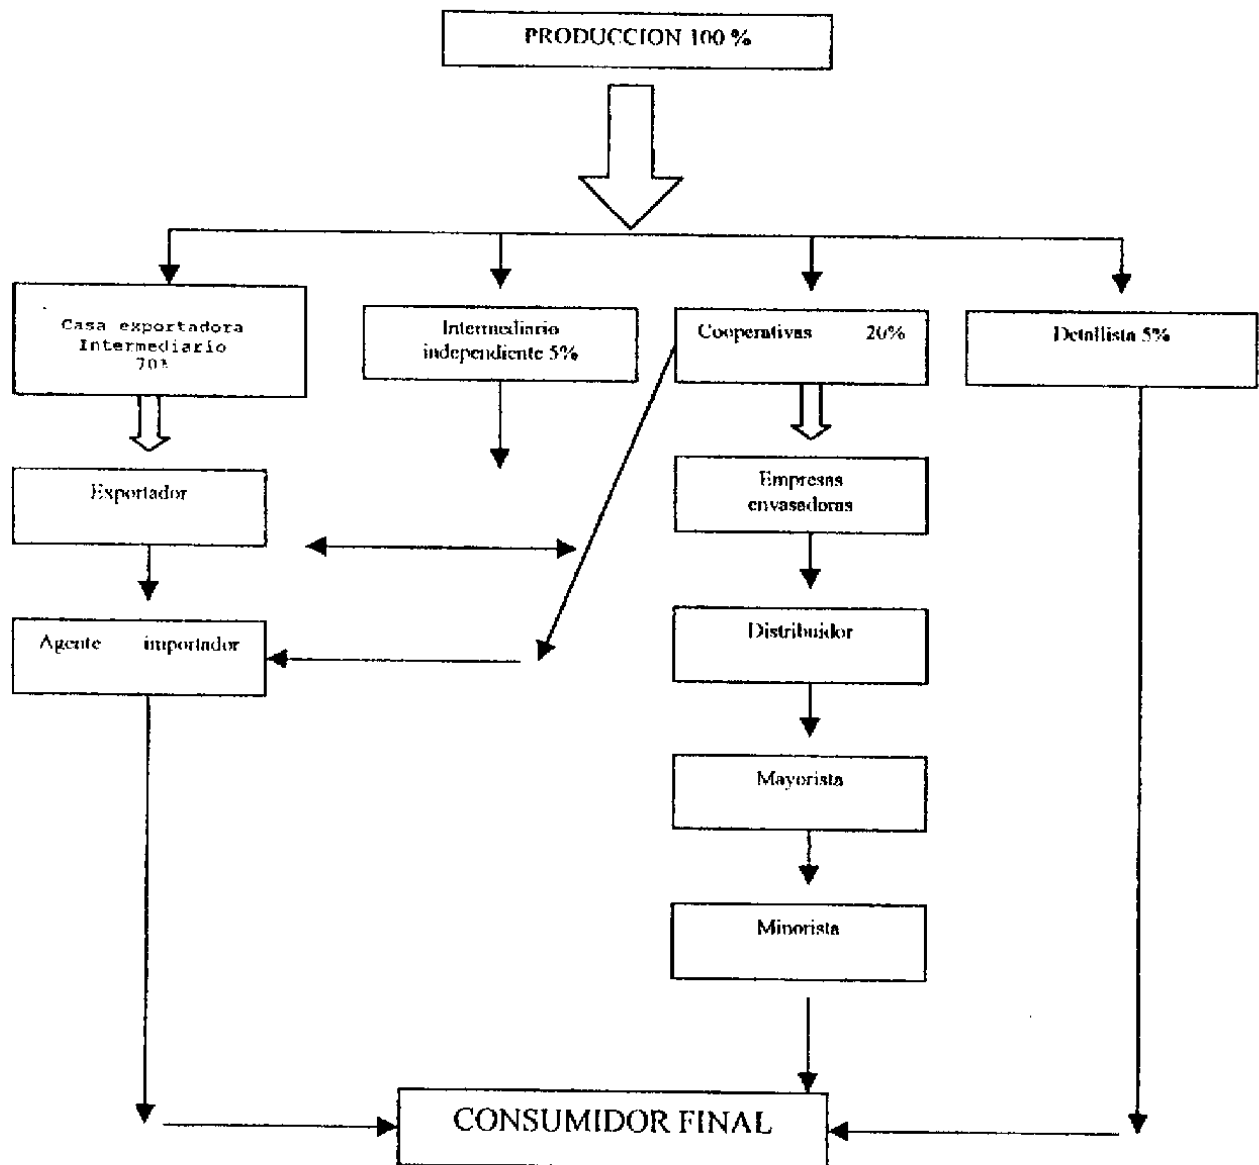 PRODUCCION 100 %
Casa exportadora
Intermediario
70%
Intermediario
independiente 5%
Cooperativas 20%
Detallista 5%
Exportador
Empresas
envasadoras
Agente importador
Distribuidor
Mayorista
Minorista
CONSUMIDOR FINAL